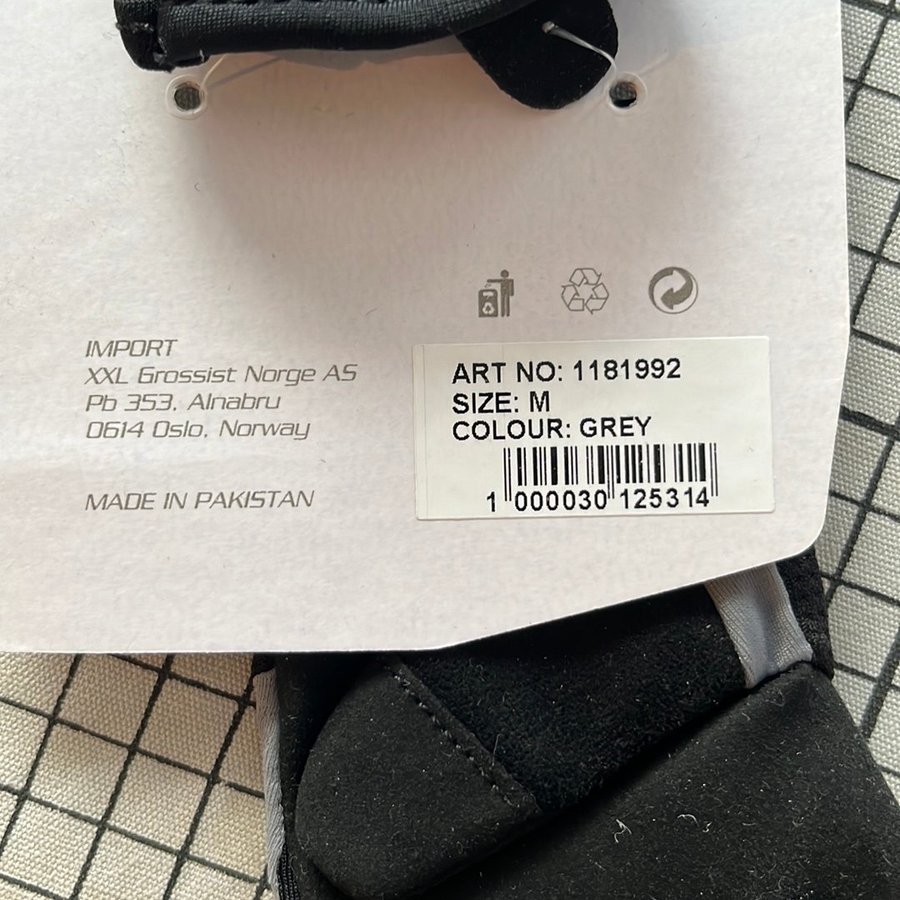 IMPORT
XXL Grossist Norge AS
Pb 353. Alnabru
0614 Oslo. Norway
MADE IN PAKISTAN
ART NO: 1181992
SIZE: M
COLOUR: GREY
1 000030 125314